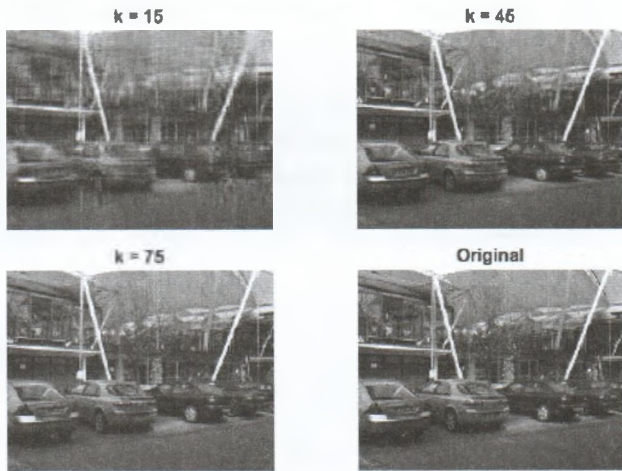 k = 15
k = 45
k = 75
Original